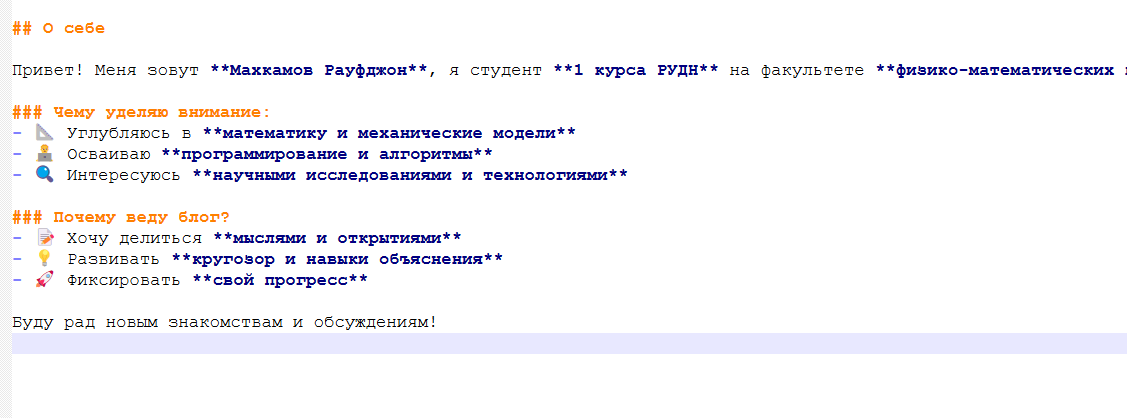 ## О себе
Привет! Меня зовут **Махкамов Рауфджон**, я студент **1 курса РУДН** на факультете **физико-математических
### Чему уделяю внимание:
- 📐 Углубляюсь в **математику и механические модели**
- 👨‍💻 Осваиваю **программирование и алгоритмы**
- 🔍 Интересуюсь **научными исследованиями и технологиями**
### Почему веду блог?
- 📝 Хочу делиться **мыслями и открытиями**
- 💡 Развивать **кругозор и навыки объяснения**
- 🚀 Фиксировать **свой прогресс**
Буду рад новым знакомствам и обсуждениям!